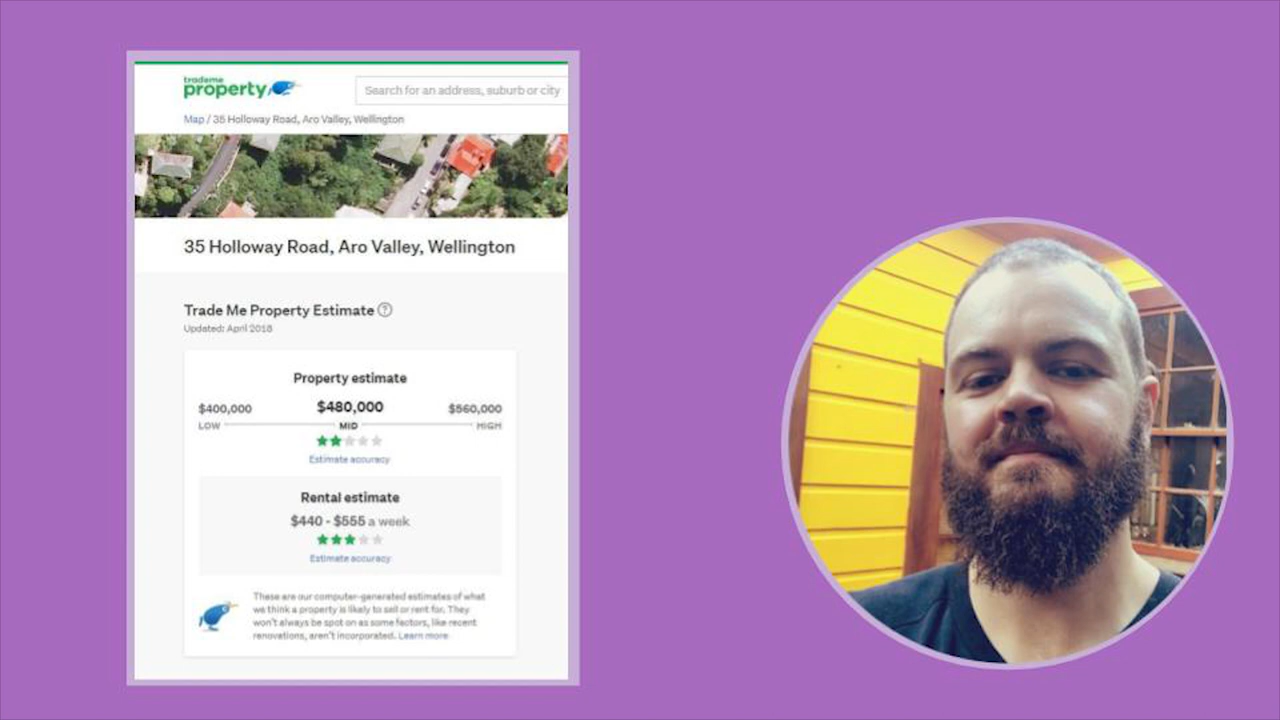 trademe
property
Search for an address, suburb or city
Map / 35 Holloway Road, Aro Valley, Wellington
35 Holloway Road, Aro Valley, Wellington
Trade Me Property Estimate ?
Updated: April 2018
Property estimate
$400,000 $480,000 $560,000
LOW MID HIGH
Estimate accuracy
Rental estimate
$440 - $555 a week
Estimate accuracy
These are our computer-generated estimates of what
we think a property is likely to sell or rent for. They
won't always be spot on as some factors, like recent
renovations, aren't incorporated. Learn more